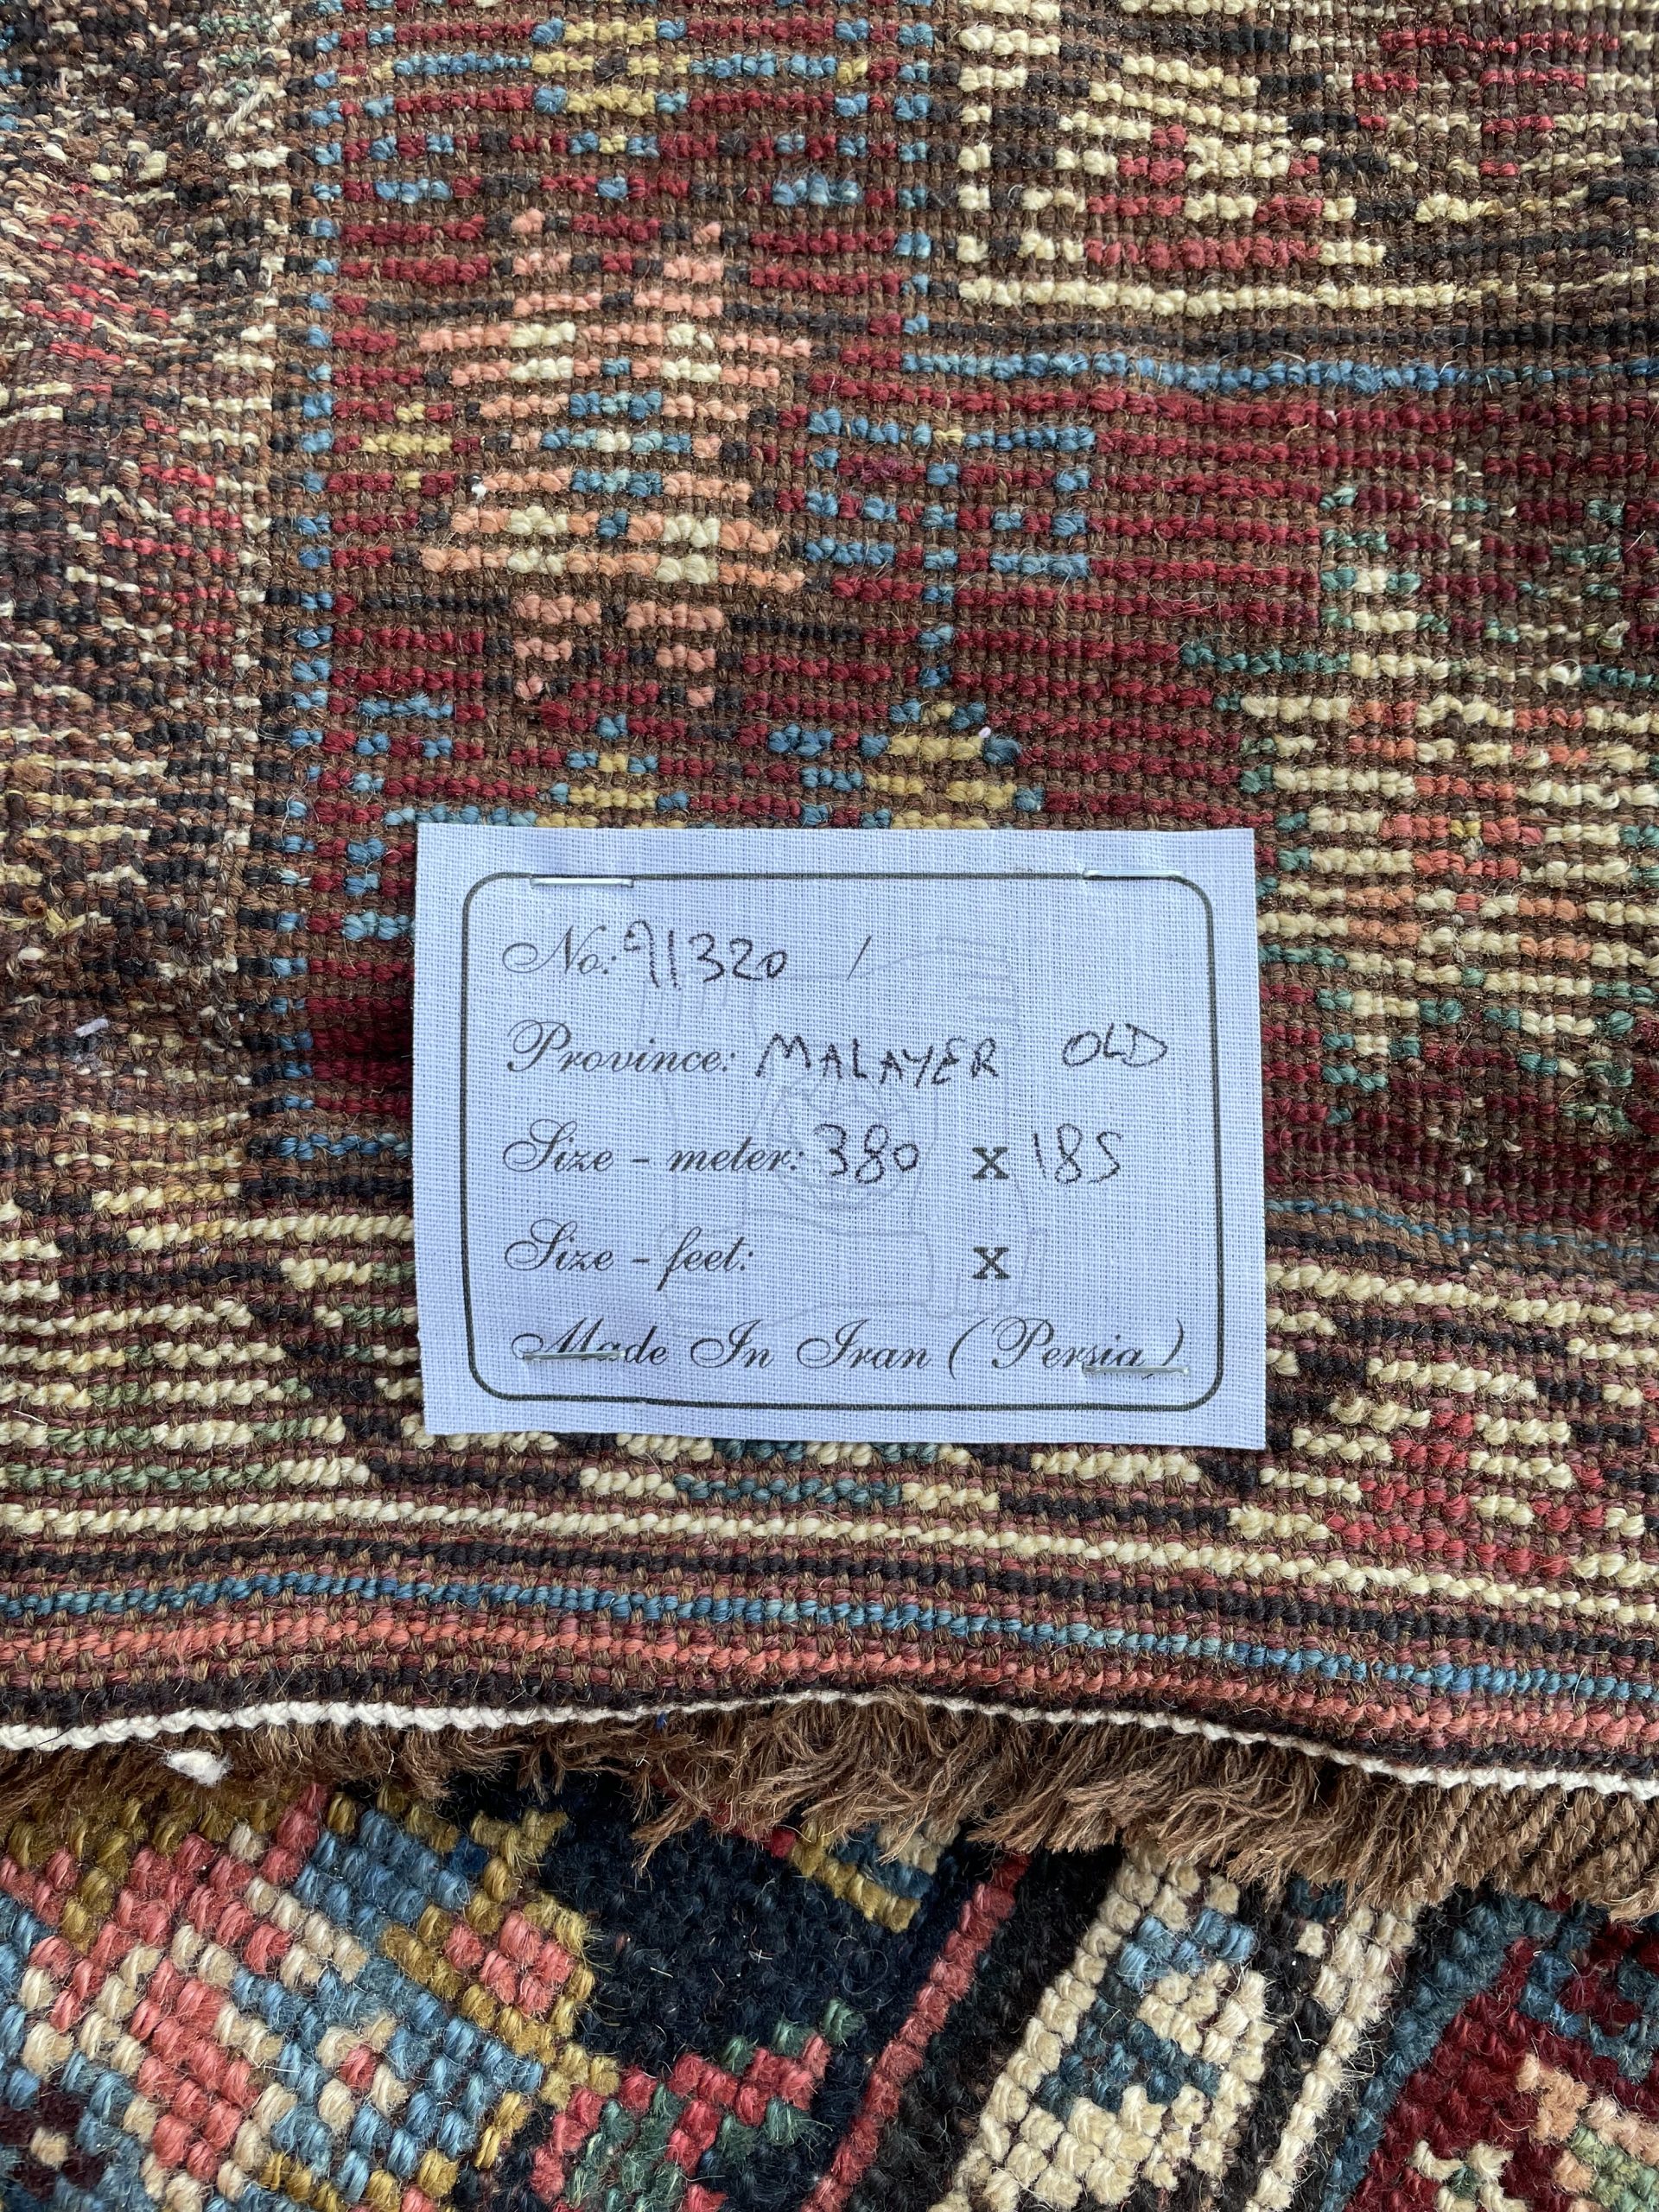 No: 91320 /
Province: MALAYER OLD
Size - meter: 380 x 185
Size - feet: x
Made In Iran ( Persia )